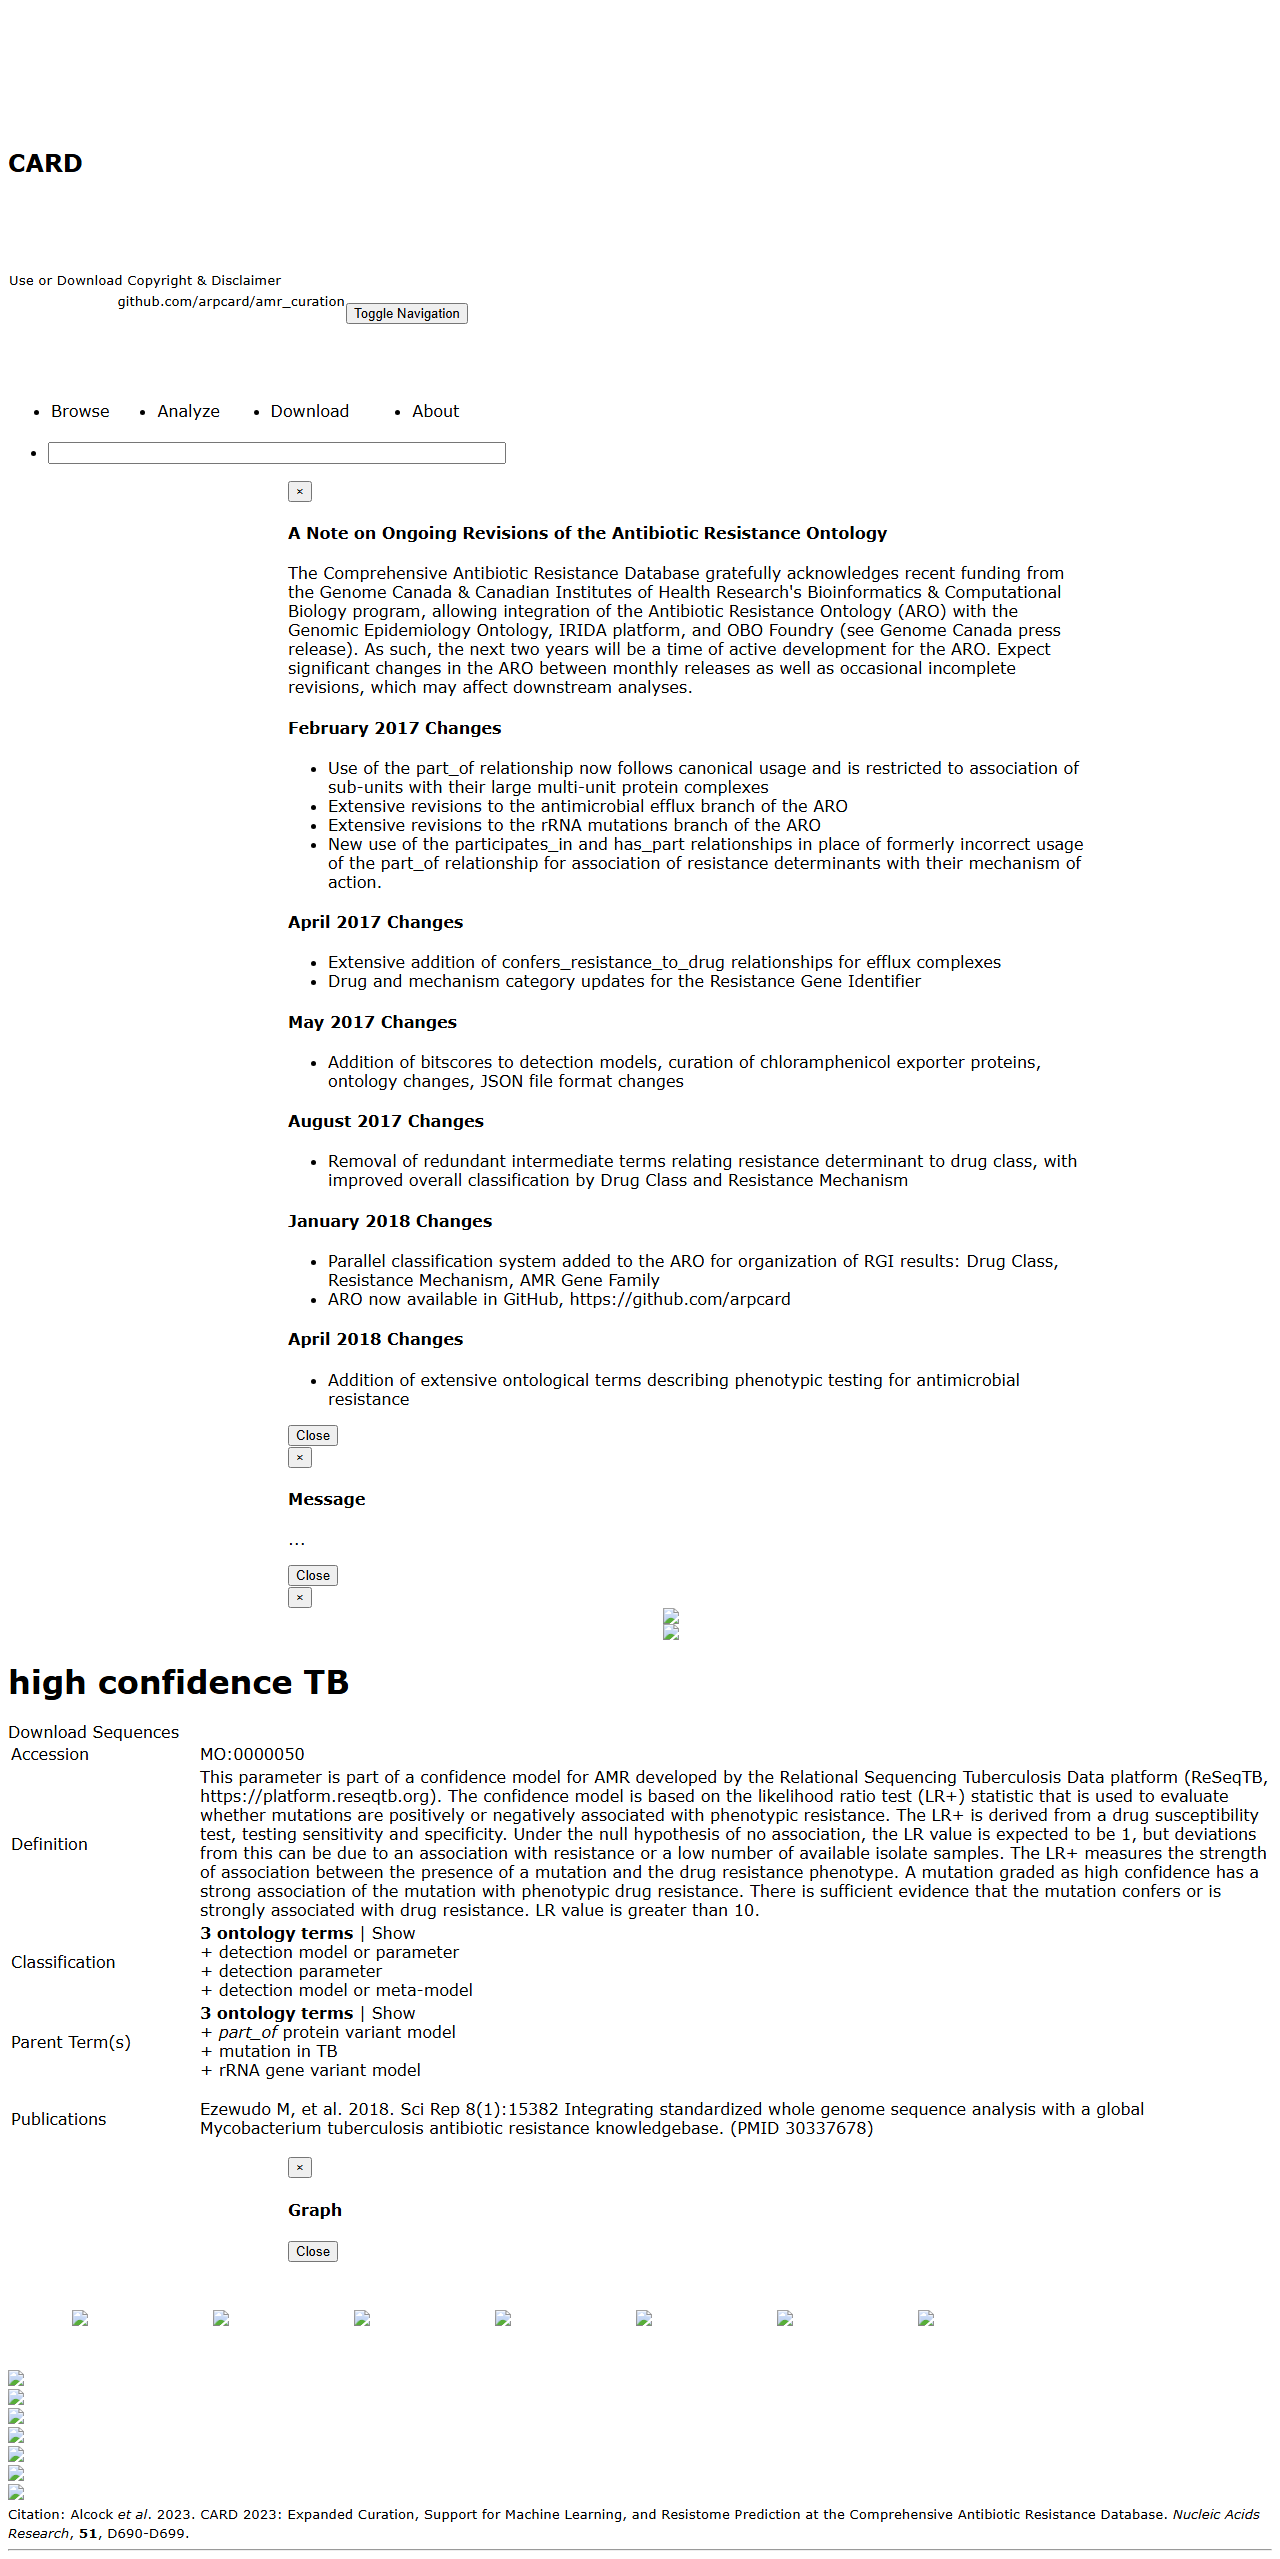 CARD
Use or Download Copyright & Disclaimer
github.com/arpcard/amr_curation
Toggle Navigation
• Browse • Analyze • Download • About
•
×
A Note on Ongoing Revisions of the Antibiotic Resistance Ontology
The Comprehensive Antibiotic Resistance Database gratefully acknowledges recent funding from
the Genome Canada & Canadian Institutes of Health Research's Bioinformatics & Computational
Biology program, allowing integration of the Antibiotic Resistance Ontology (ARO) with the
Genomic Epidemiology Ontology, IRIDA platform, and OBO Foundry (see Genome Canada press
release). As such, the next two years will be a time of active development for the ARO. Expect
significant changes in the ARO between monthly releases as well as occasional incomplete
revisions, which may affect downstream analyses.
February 2017 Changes
• Use of the part_of relationship now follows canonical usage and is restricted to association of
sub-units with their large multi-unit protein complexes
• Extensive revisions to the antimicrobial efflux branch of the ARO
• Extensive revisions to the rRNA mutations branch of the ARO
• New use of the participates_in and has_part relationships in place of formerly incorrect usage
of the part_of relationship for association of resistance determinants with their mechanism of
action.
April 2017 Changes
• Extensive addition of confers_resistance_to_drug relationships for efflux complexes
• Drug and mechanism category updates for the Resistance Gene Identifier
May 2017 Changes
• Addition of bitscores to detection models, curation of chloramphenicol exporter proteins,
ontology changes, JSON file format changes
August 2017 Changes
• Removal of redundant intermediate terms relating resistance determinant to drug class, with
improved overall classification by Drug Class and Resistance Mechanism
January 2018 Changes
• Parallel classification system added to the ARO for organization of RGI results: Drug Class,
Resistance Mechanism, AMR Gene Family
• ARO now available in GitHub, https://github.com/arpcard
April 2018 Changes
• Addition of extensive ontological terms describing phenotypic testing for antimicrobial
resistance
Close
×
Message
...
Close
×
high confidence TB
Download Sequences
Accession MO:0000050
Definition
This parameter is part of a confidence model for AMR developed by the Relational Sequencing Tuberculosis Data platform (ReSeqTB,
https://platform.reseqtb.org). The confidence model is based on the likelihood ratio test (LR+) statistic that is used to evaluate
whether mutations are positively or negatively associated with phenotypic resistance. The LR+ is derived from a drug susceptibility
test, testing sensitivity and specificity. Under the null hypothesis of no association, the LR value is expected to be 1, but deviations
from this can be due to an association with resistance or a low number of available isolate samples. The LR+ measures the strength
of association between the presence of a mutation and the drug resistance phenotype. A mutation graded as high confidence has a
strong association of the mutation with phenotypic drug resistance. There is sufficient evidence that the mutation confers or is
strongly associated with drug resistance. LR value is greater than 10.
Classification
3 ontology terms | Show
+ detection model or parameter
+ detection parameter
+ detection model or meta-model
Parent Term(s)
3 ontology terms | Show
+ part_of protein variant model
+ mutation in TB
+ rRNA gene variant model
Publications
Ezewudo M, et al. 2018. Sci Rep 8(1):15382 Integrating standardized whole genome sequence analysis with a global
Mycobacterium tuberculosis antibiotic resistance knowledgebase. (PMID 30337678)
×
Graph
Close
Citation: Alcock et al. 2023. CARD 2023: Expanded Curation, Support for Machine Learning, and Resistome Prediction at the Comprehensive Antibiotic Resistance Database. Nucleic Acids
Research, 51, D690-D699.